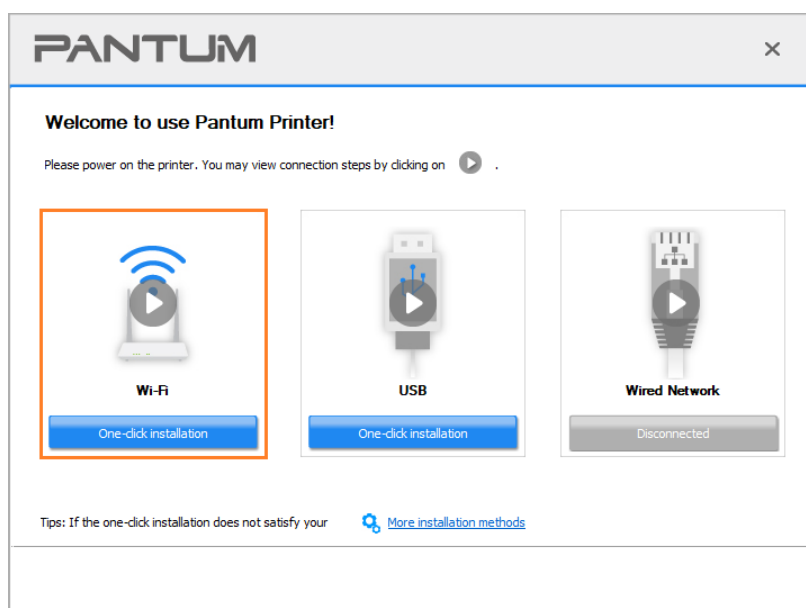 PANTUM
Welcome to use Pantum Printer!
Please power on the printer. You may view connection steps by clicking on .
Wi-Fi
USB
Wired Network
One-click installation
One-click installation
Disconnected
Tips: If the one-click installation does not satisfy your
More installation methods